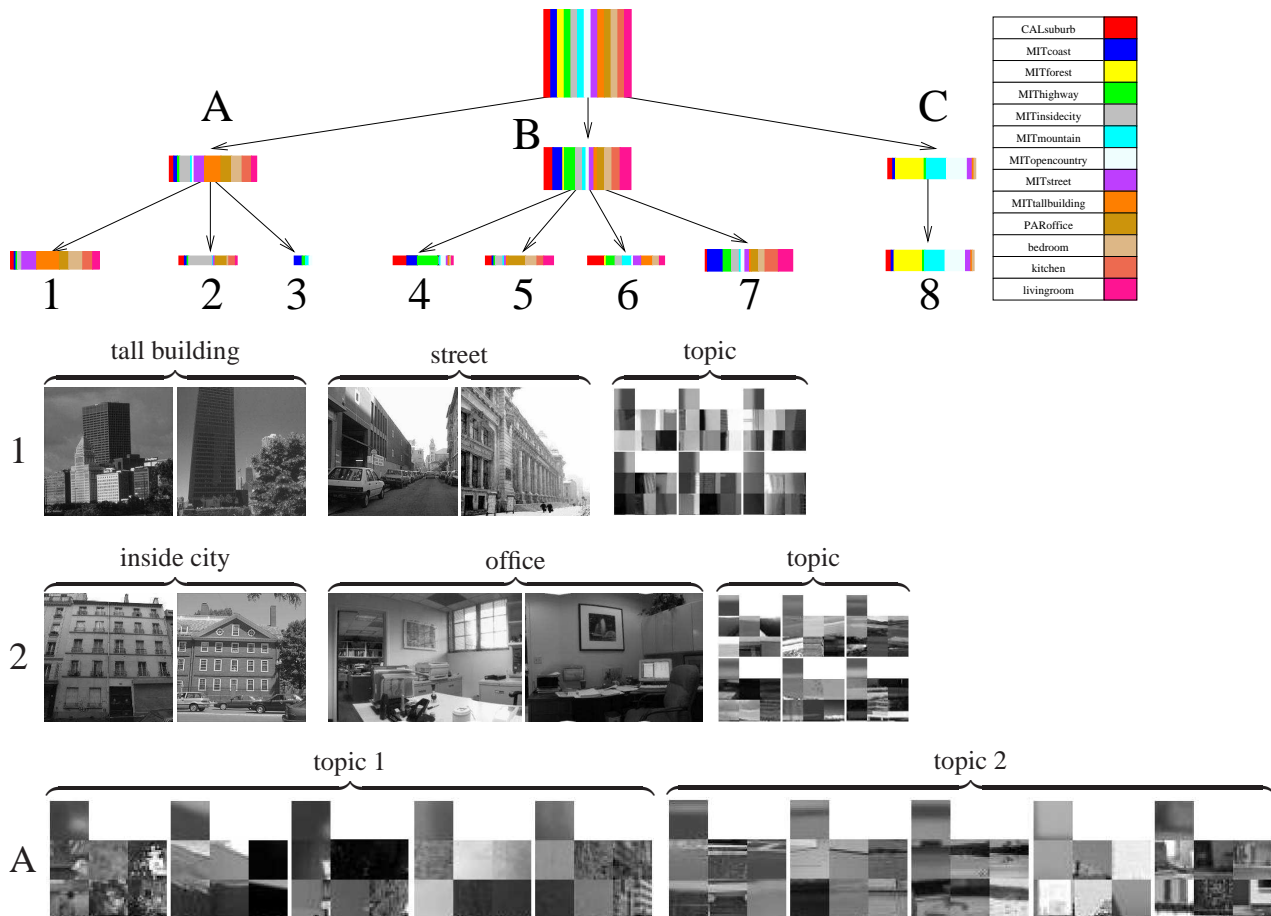 A
B
C
CALsuburb
MITcoast
MITforest
MIThighway
MITinsidecity
MITmountain
MITopencountry
MITstreet
MITtallbuilding
PARoffice
bedroom
kitchen
livingroom
1 2 3 4 5 6 7 8
tall building street topic
1
inside city office topic
2
topic 1 topic 2
A